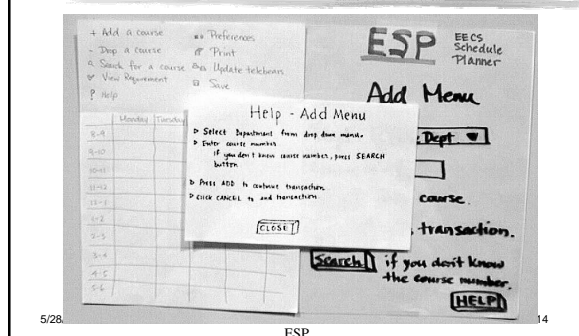 + Add a course
- Drop a course
Search for a course
View Requirement
? Help
Preferences
Print
Update telebears
Save
Monday Tuesday
8-9
9-10
10-11
11-12
12-1
1-2
2-3
3-4
4-5
5-6
Help - Add Menu
▷ Select Department from drop down menu.
▷ Enter course number
if you don't know course number, press SEARCH
button
▷ Press ADD to continue transaction.
▷ Click CANCEL to end transaction.
CLOSE
ESP EECS
Schedule
Planner
Add Menu
Dept.
course.
transaction.
Search if you don't know
the course number.
HELP
5/28
14
ESP